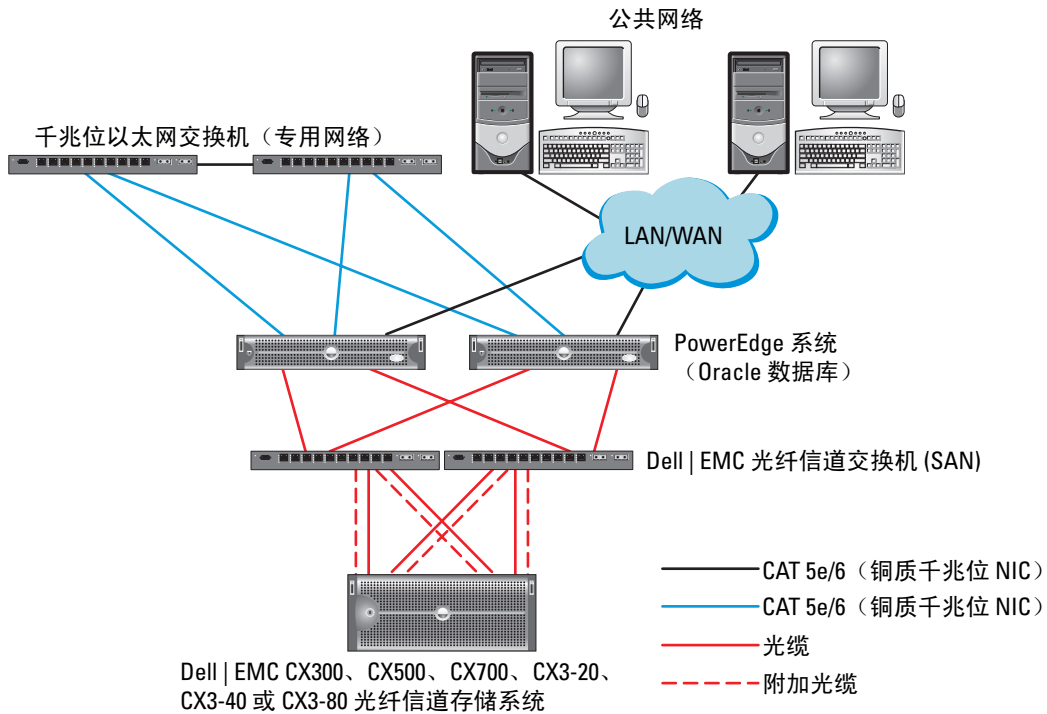 公共网络
千兆位以太网交换机（专用网络）
LAN/WAN
PowerEdge 系统
（Oracle 数据库）
Dell | EMC 光纤信道交换机 (SAN)
CAT 5e/6（铜质千兆位 NIC）
CAT 5e/6（铜质千兆位 NIC）
光缆
附加光缆
Dell | EMC CX300、CX500、CX700、CX3-20、
CX3-40 或 CX3-80 光纤信道存储系统